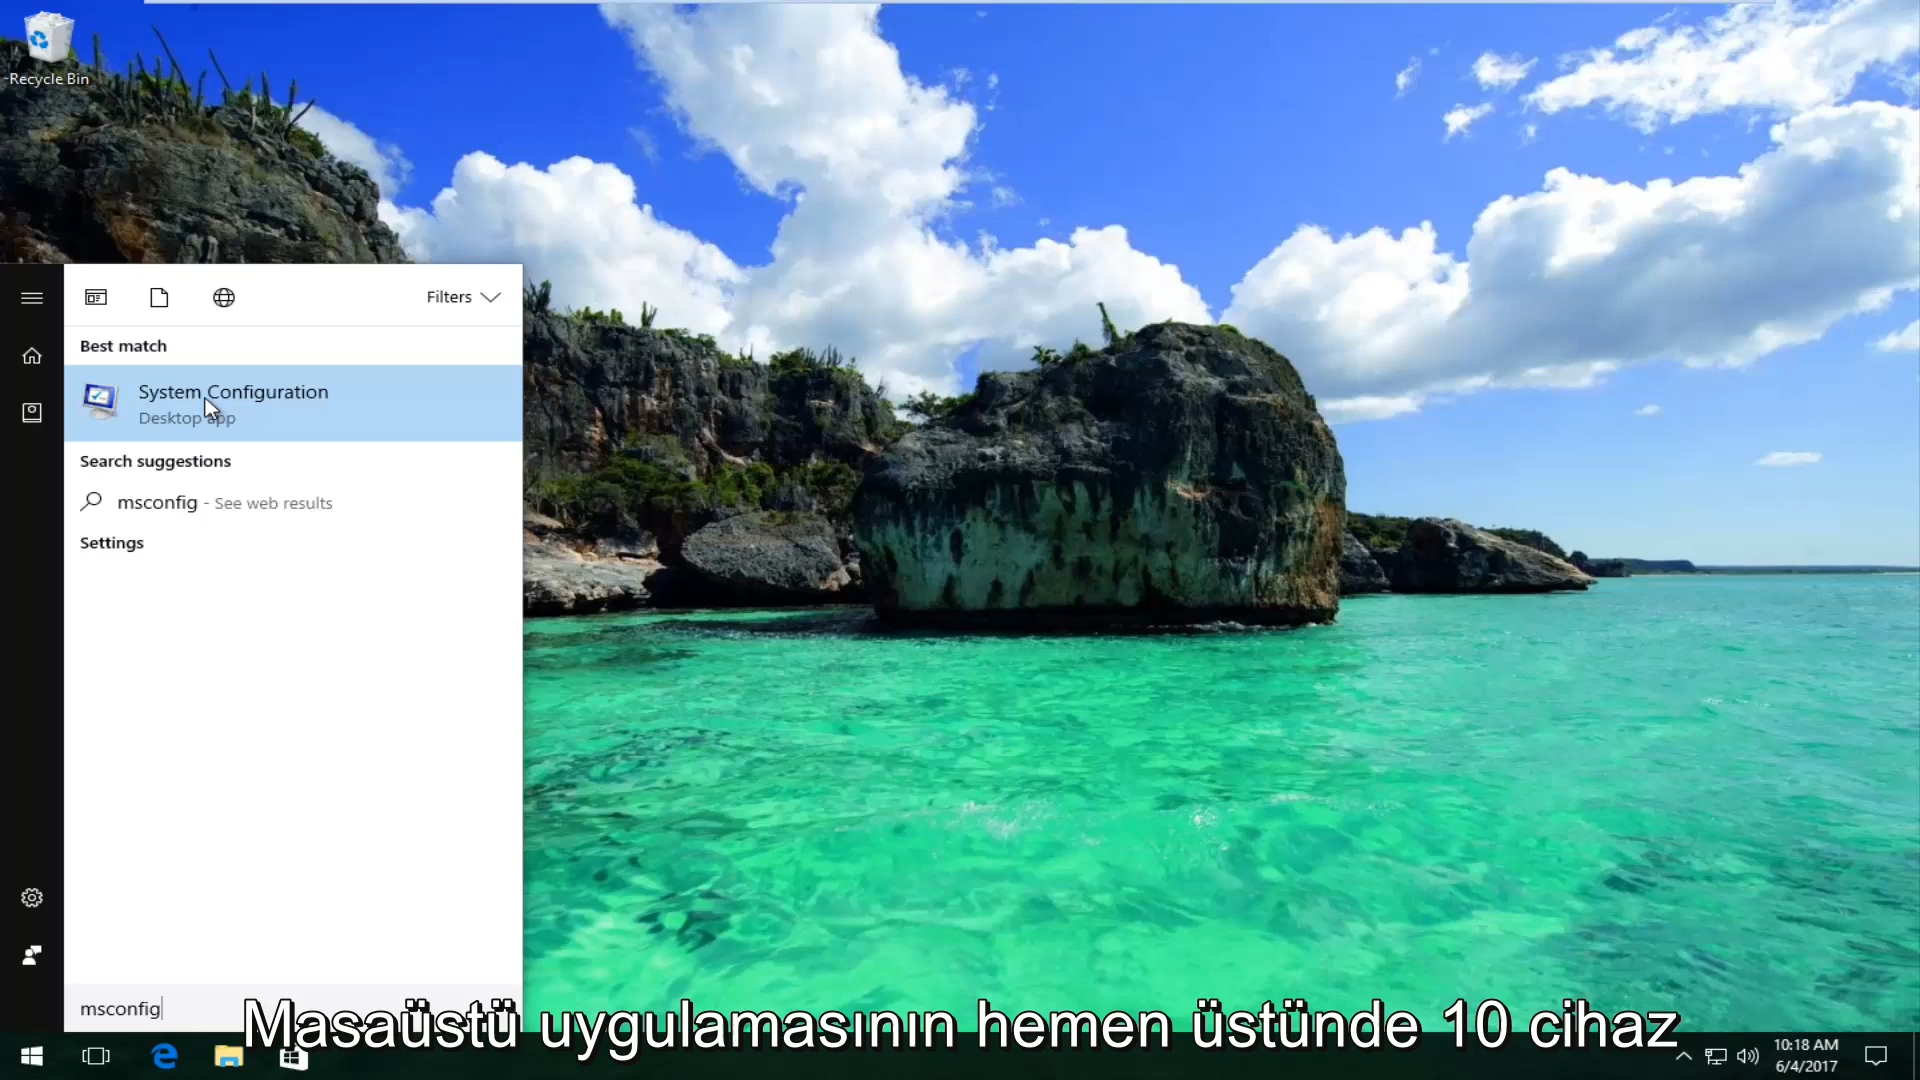 Recycle Bin
Filters
Best match
System Configuration
Desktop app
Search suggestions
msconfig - See web results
Settings
msconfig
Masaüstü uygulamasının hemen üstünde 10 cihaz
10:18 AM
6/4/2017